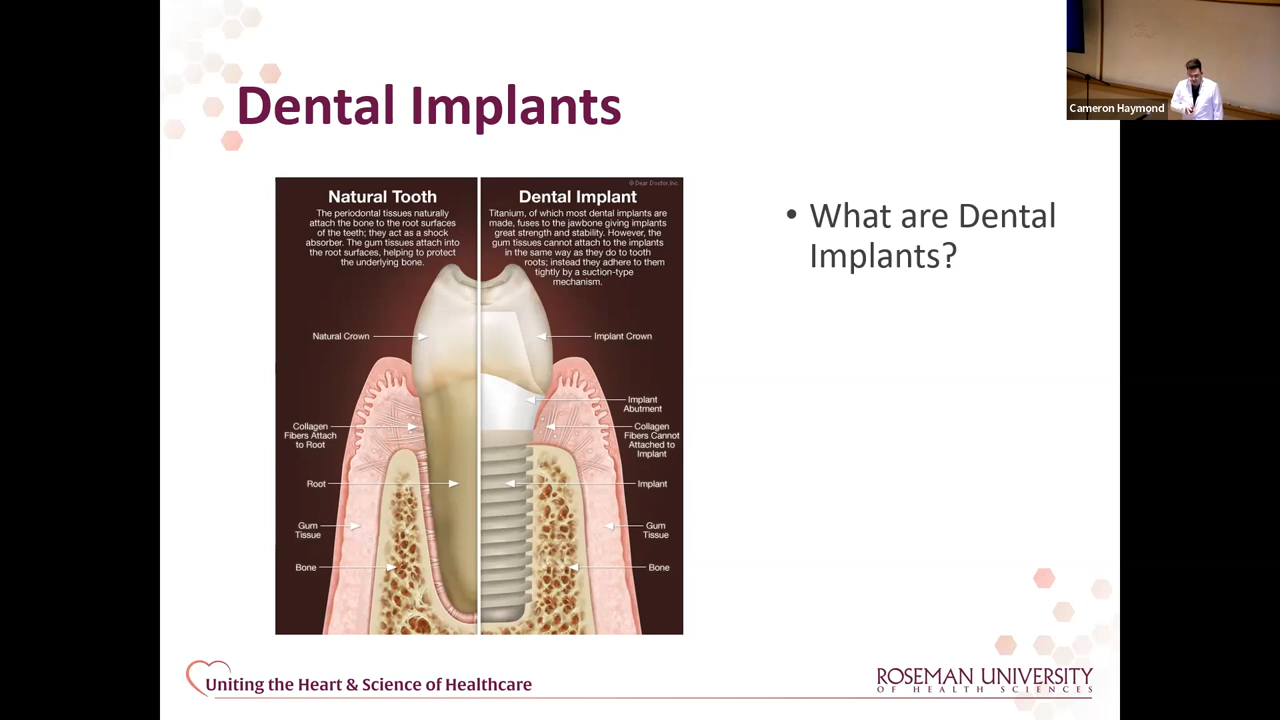 Cameron Haymond
Dental Implants
© Dear Doctor, Inc.
Natural Tooth
The periodontal tissues naturally
attach the bone to the root surfaces
of the teeth; they act as a shock
absorber. The gum tissues attach into
the root surfaces, helping to protect
the underlying bone.
Dental Implant
Titanium, of which most dental implants are
made, fuses to the jawbone giving implants
great strength and stability. However, the
gum tissues cannot attach to the implants
in the same way as they do to tooth
roots; instead they adhere to them
tightly by a suction-type
mechanism.
Natural Crown
Collagen
Fibers Attach
to Root
Root
Gum
Tissue
Bone
Implant Crown
Implant
Abutment
Collagen
Fibers Cannot
Attached to
Implant
Implant
Gum
Tissue
Bone
• What are Dental
Implants?
Uniting the Heart & Science of Healthcare
ROSEMAN UNIVERSITY
OF HEALTH SCIENCES